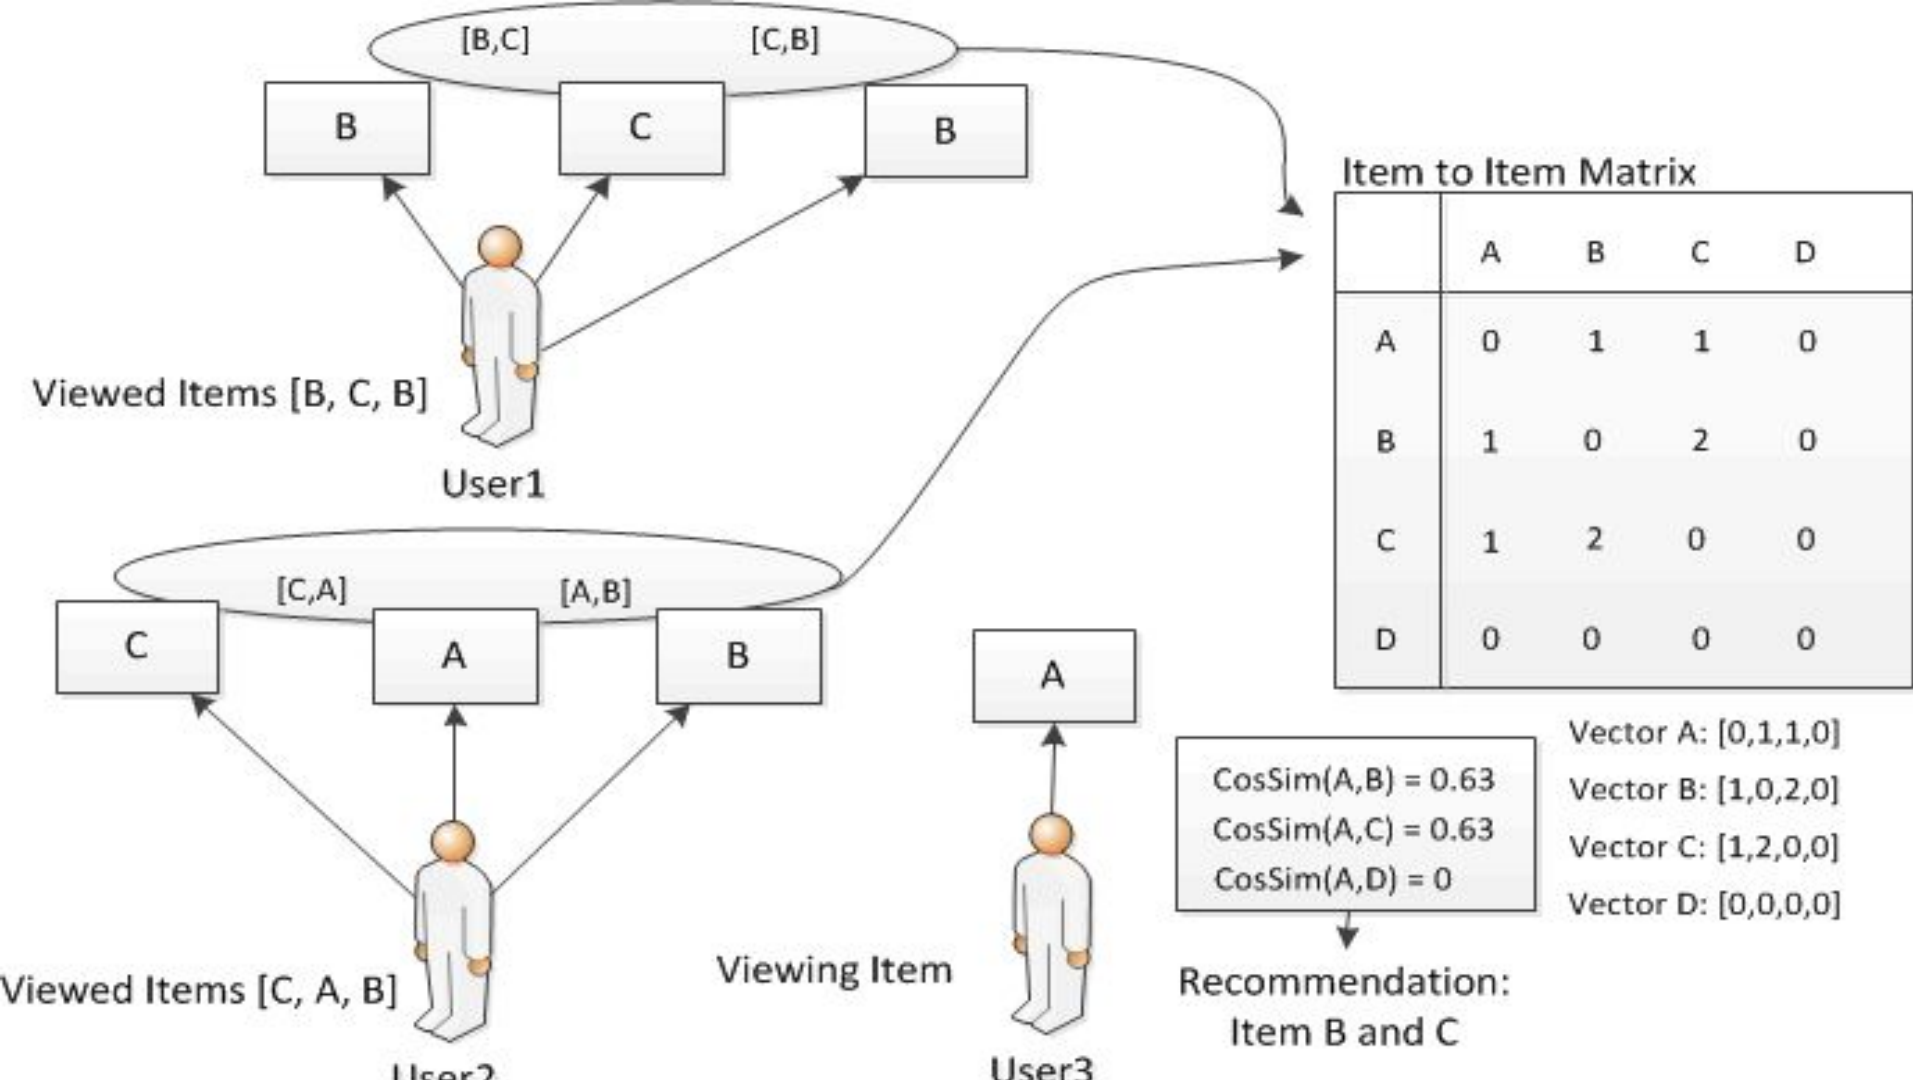 [B,C] [C,B]
B C B
Viewed Items [B, C, B]
User1
[C,A] [A,B]
C A B
Viewed Items [C, A, B]
User2
A
Viewing Item
User3
Item to Item Matrix
A B C D
A 0 1 1 0
B 1 0 2 0
C 1 2 0 0
D 0 0 0 0
CosSim(A,B) = 0.63
CosSim(A,C) = 0.63
CosSim(A,D) = 0
Vector A: [0,1,1,0]
Vector B: [1,0,2,0]
Vector C: [1,2,0,0]
Vector D: [0,0,0,0]
Recommendation:
Item B and C